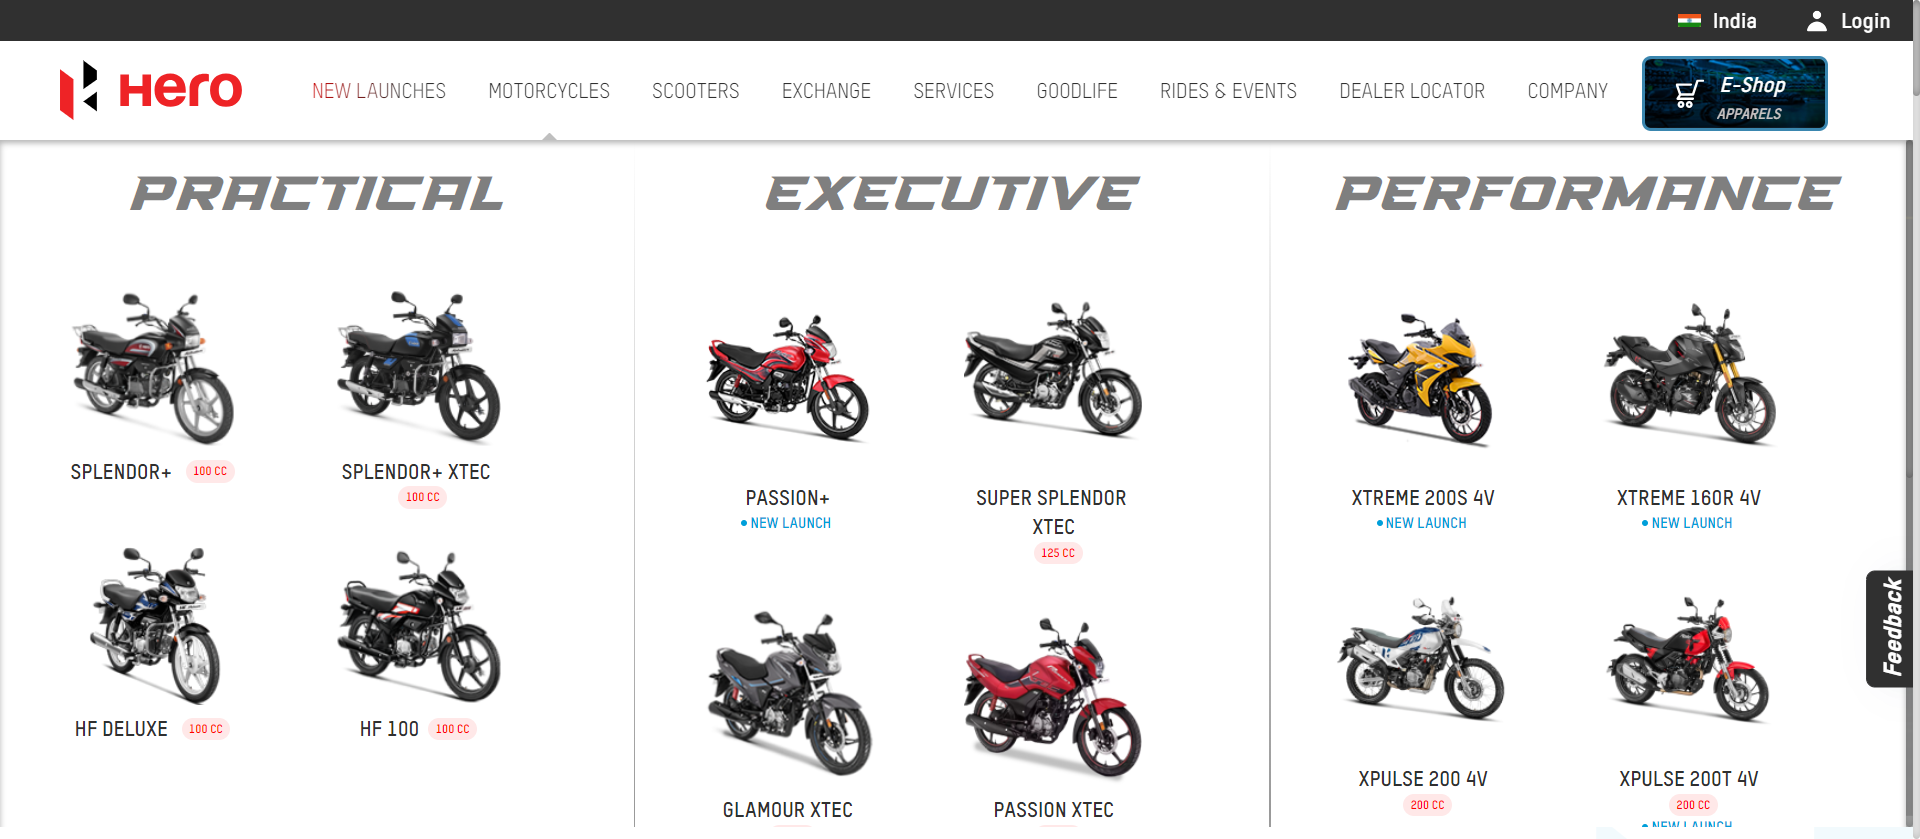 India
Login
Hero
NEW LAUNCHES
MOTORCYCLES
SCOOTERS
EXCHANGE
SERVICES
GOODLIFE
RIDES & EVENTS
DEALER LOCATOR
COMPANY
E-Shop
APPARELS
PRACTICAL
EXECUTIVE
PERFORMANCE
SPLENDOR+ 100 CC
SPLENDOR+ XTEC
100 CC
HF DELUXE 100 CC
HF 100 100 CC
PASSION+
• NEW LAUNCH
SUPER SPLENDOR
XTEC
125 CC
GLAMOUR XTEC
PASSION XTEC
XTREME 200S 4V
• NEW LAUNCH
XTREME 160R 4V
• NEW LAUNCH
XPULSE 200 4V
200 CC
XPULSE 200T 4V
200 CC
• NEW LAUNCH
Feedback